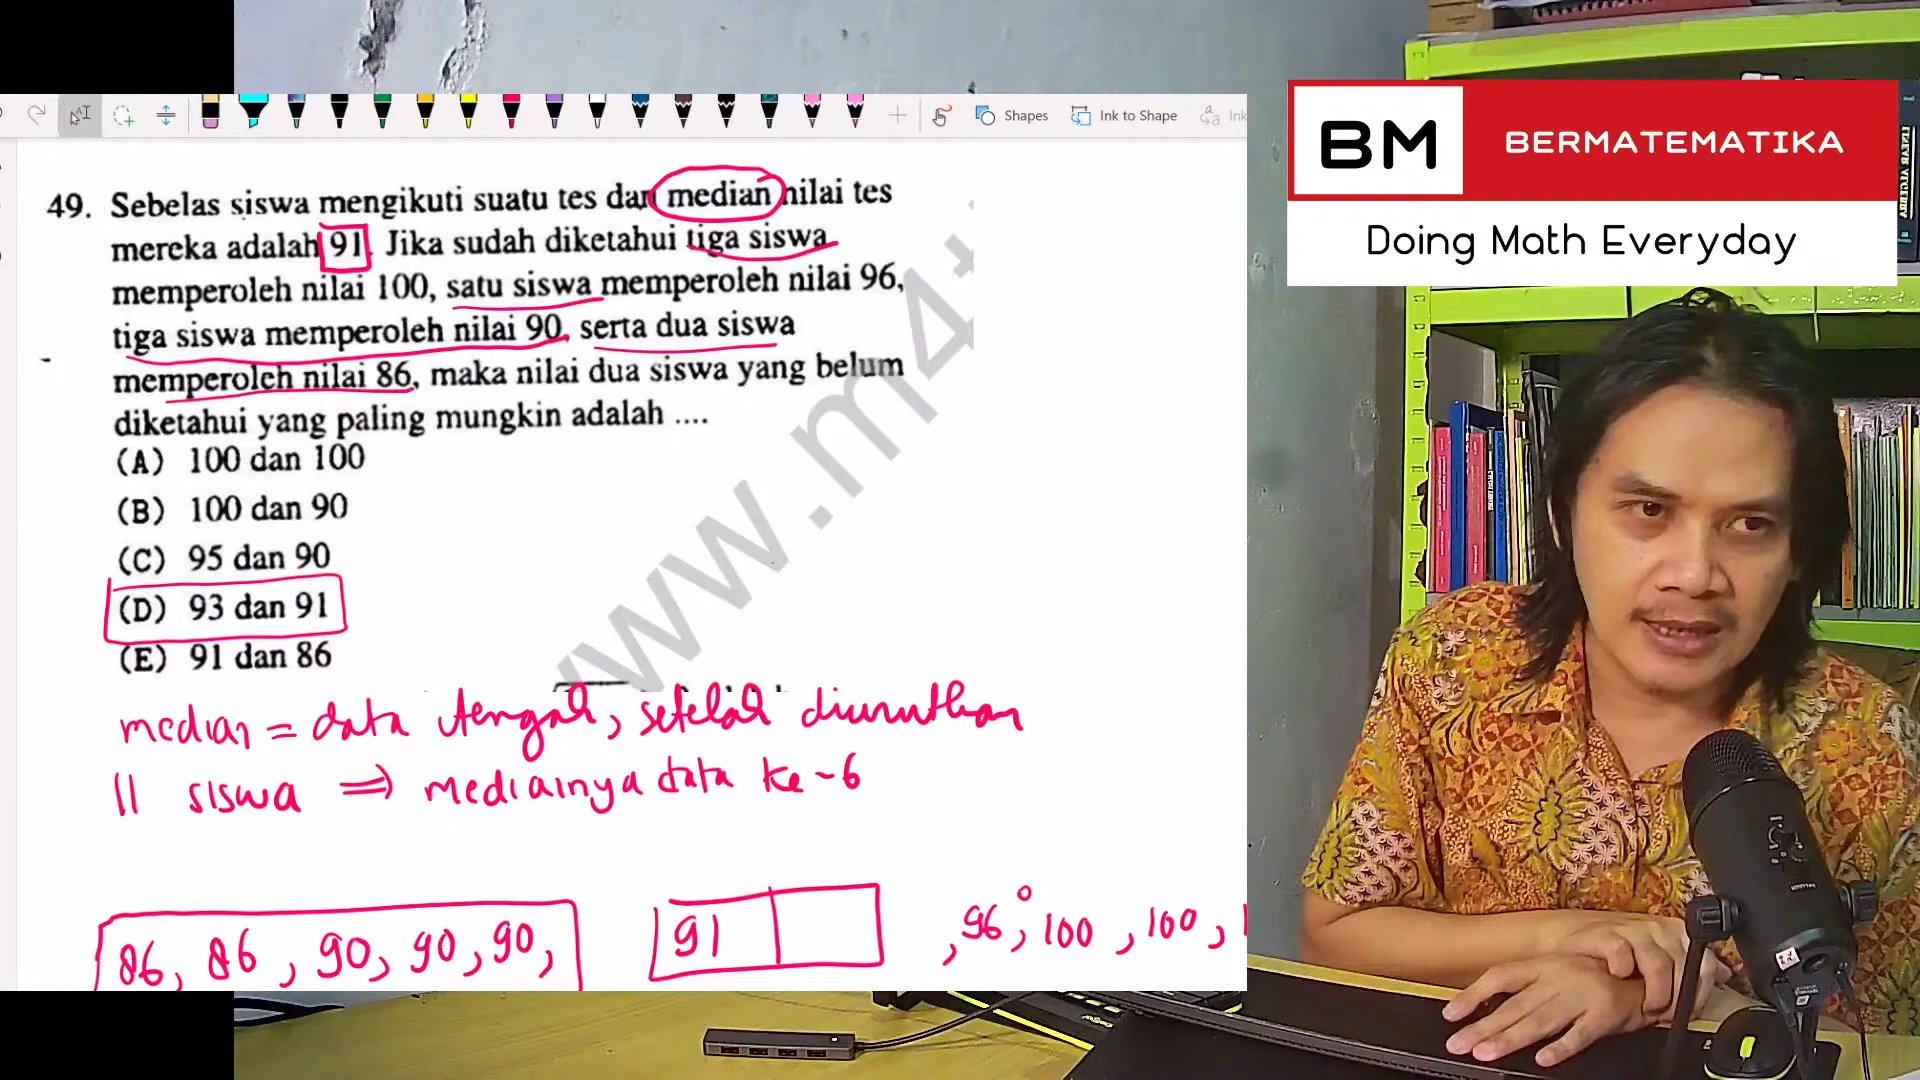 Shapes
Ink to Shape
Ink
BM BERMATEMATIKA
Doing Math Everyday
49. Sebelas siswa mengikuti suatu tes dan median nilai tes
mereka adalah 91. Jika sudah diketahui tiga siswa
memperoleh nilai 100, satu siswa memperoleh nilai 96,
tiga siswa memperoleh nilai 90, serta dua siswa
memperoleh nilai 86, maka nilai dua siswa yang belum
diketahui yang paling mungkin adalah ....
(A) 100 dan 100
(B) 100 dan 90
(C) 95 dan 90
(D) 93 dan 91
(E) 91 dan 86
www.m4
median = data tengah, setelah diurutkan
11 siswa ⇒ mediannya data ke-6
86, 86, 90, 90, 90, 91 , 96, 100, 100,